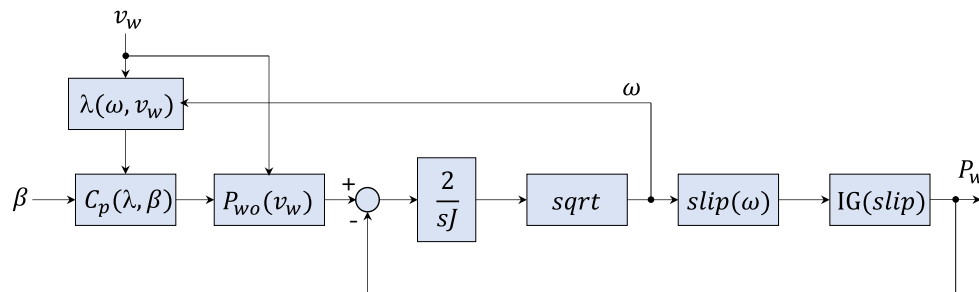 v_w
λ(ω, v_w)
ω
β
C_p(λ, β)
P_wo(v_w)
+
-
2
sJ
sqrt
slip(ω)
IG(slip)
P_w